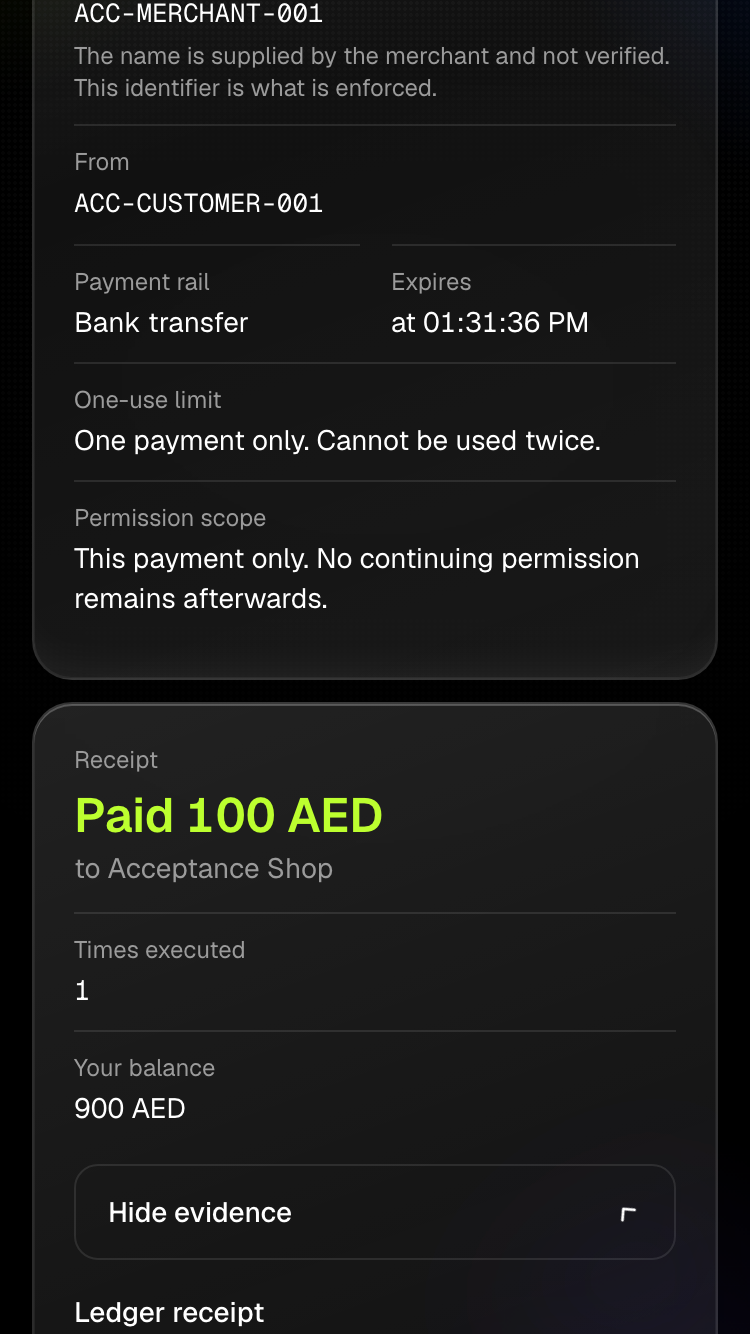 ACC-MERCHANT-001
The name is supplied by the merchant and not verified.
This identifier is what is enforced.
From
ACC-CUSTOMER-001
Payment rail
Bank transfer
Expires
at 01:31:36 PM
One-use limit
One payment only. Cannot be used twice.
Permission scope
This payment only. No continuing permission
remains afterwards.
Receipt
Paid 100 AED
to Acceptance Shop
Times executed
1
Your balance
900 AED
Hide evidence
Ledger receipt